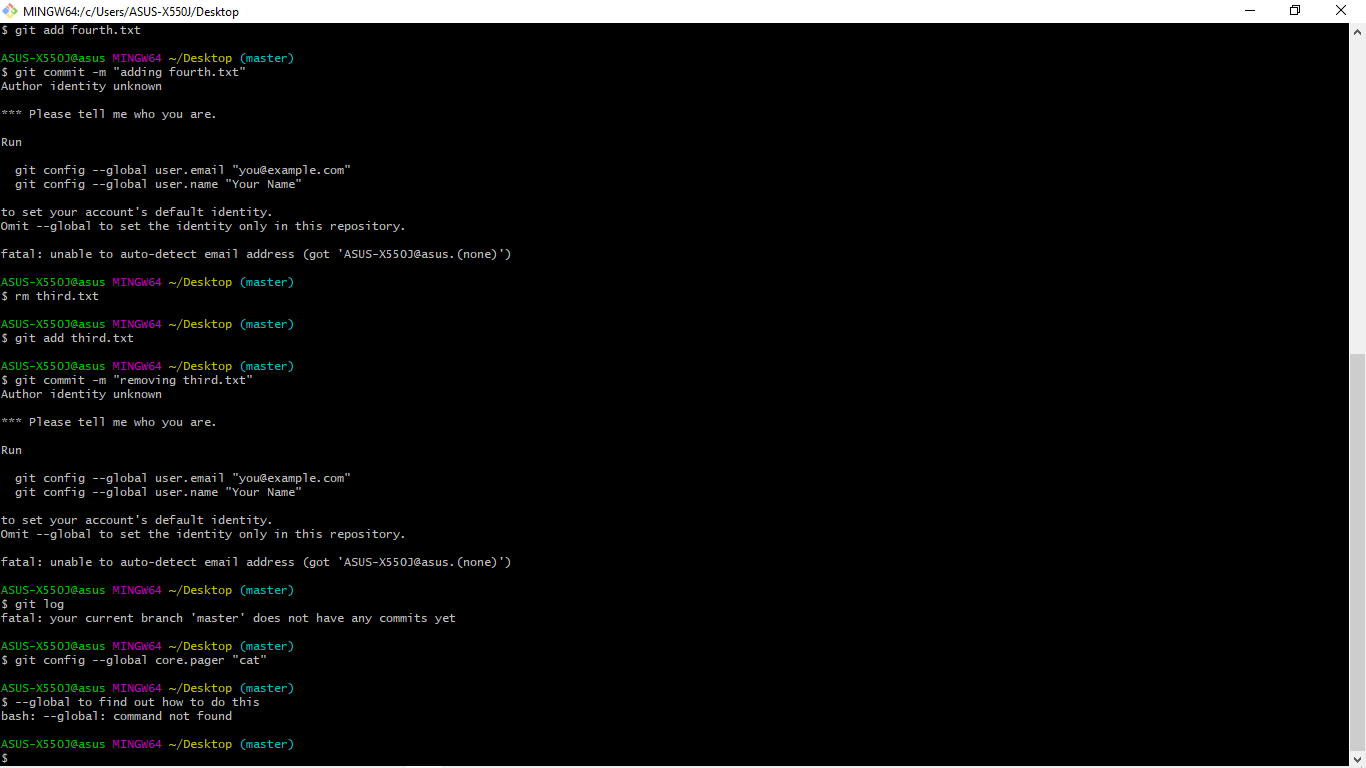 MINGW64:/c/Users/ASUS-X550J/Desktop
$ git add fourth.txt
ASUS-X550J@asus MINGW64 ~/Desktop (master)
$ git commit -m "adding fourth.txt"
Author identity unknown
*** Please tell me who you are.
Run
git config --global user.email "you@example.com"
git config --global user.name "Your Name"
to set your account's default identity.
Omit --global to set the identity only in this repository.
fatal: unable to auto-detect email address (got 'ASUS-X550J@asus.(none)')
ASUS-X550J@asus MINGW64 ~/Desktop (master)
$ rm third.txt
ASUS-X550J@asus MINGW64 ~/Desktop (master)
$ git add third.txt
ASUS-X550J@asus MINGW64 ~/Desktop (master)
$ git commit -m "removing third.txt"
Author identity unknown
*** Please tell me who you are.
Run
git config --global user.email "you@example.com"
git config --global user.name "Your Name"
to set your account's default identity.
Omit --global to set the identity only in this repository.
fatal: unable to auto-detect email address (got 'ASUS-X550J@asus.(none)')
ASUS-X550J@asus MINGW64 ~/Desktop (master)
$ git log
fatal: your current branch 'master' does not have any commits yet
ASUS-X550J@asus MINGW64 ~/Desktop (master)
$ git config --global core.pager "cat"
ASUS-X550J@asus MINGW64 ~/Desktop (master)
$ --global to find out how to do this
bash: --global: command not found
ASUS-X550J@asus MINGW64 ~/Desktop (master)
$